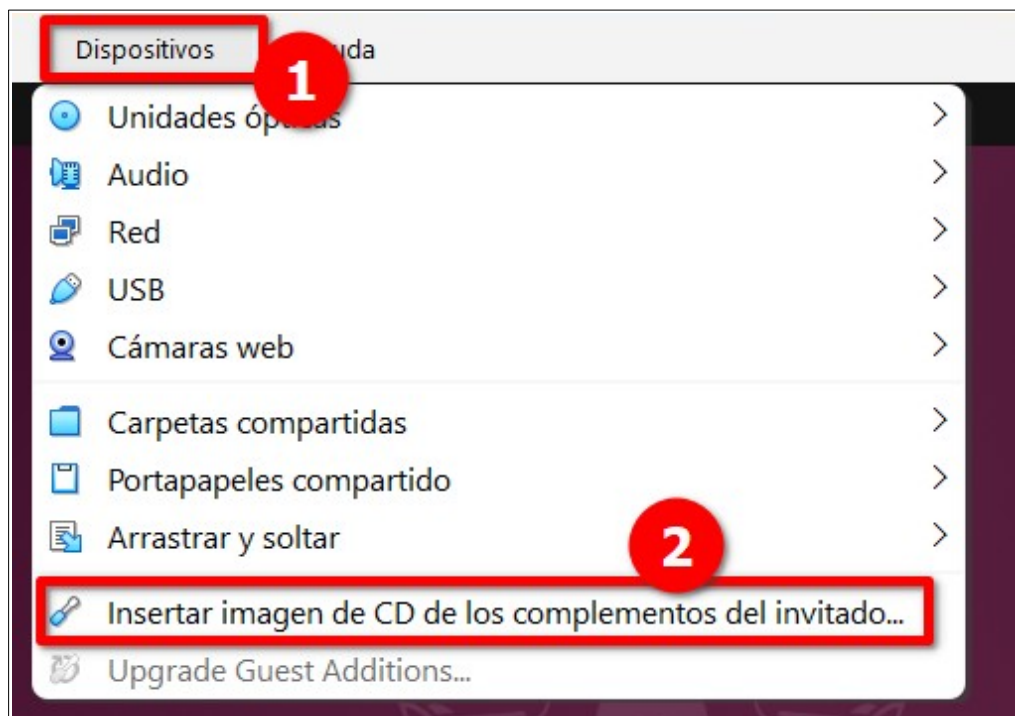 Dispositivos
1
Unidades ópticas
Audio
Red
USB
Cámaras web
Carpetas compartidas
Portapapeles compartido
Arrastrar y soltar
2
Insertar imagen de CD de los complementos del invitado...
Upgrade Guest Additions...